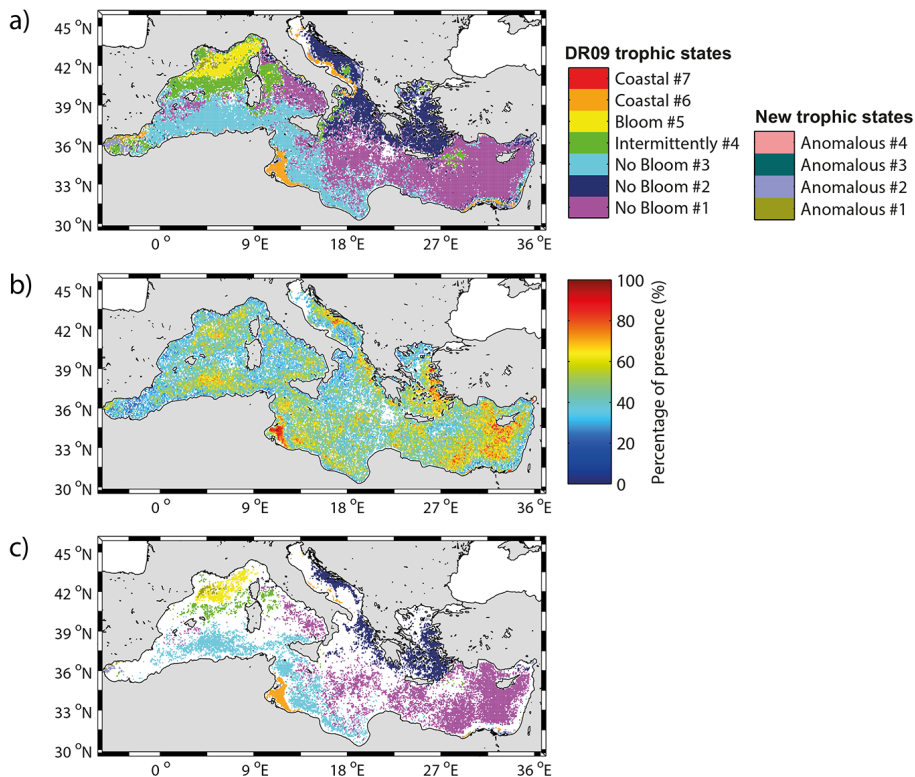 a)
45 °N
42 °N
39 °N
36 °N
33 °N
30 °N
0 °
9 °E
18 °E
27°E
36 °E
DR09 trophic states
Coastal #7
Coastal #6
Bloom #5
Intermittently #4
No Bloom #3
No Bloom #2
No Bloom #1
New trophic states
Anomalous #4
Anomalous #3
Anomalous #2
Anomalous #1
b)
45 °N
42 °N
39 °N
36 °N
33 °N
30 °N
0 °
9 °E
18 °E
27°E
36 °E
100
80
60
40
20
0
Percentage of presence (%)
c)
45 °N
42 °N
39 °N
36 °N
33 °N
30 °N
0 °
9 °E
18 °E
27°E
36 °E